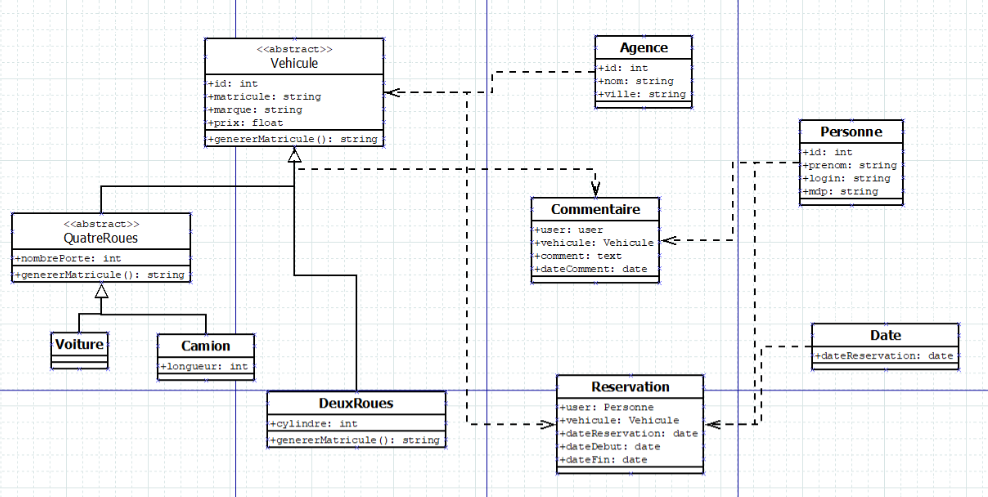 <<abstract>>
Vehicule
+id: int
+matricule: string
+marque: string
+prix: float
+genererMatricule(): string
Agence
+id: int
+nom: string
+ville: string
Personne
+id: int
+prenom: string
+login: string
+mdp: string
<<abstract>>
QuatreRoues
+nombrePorte: int
+genererMatricule(): string
Commentaire
+user: user
+vehicule: Vehicule
+comment: text
+dateComment: date
Voiture
Camion
+longueur: int
Date
+dateReservation: date
DeuxRoues
+cylindre: int
+genererMatricule(): string
Reservation
+user: Personne
+vehicule: Vehicule
+dateReservation: date
+dateDebut: date
+dateFin: date